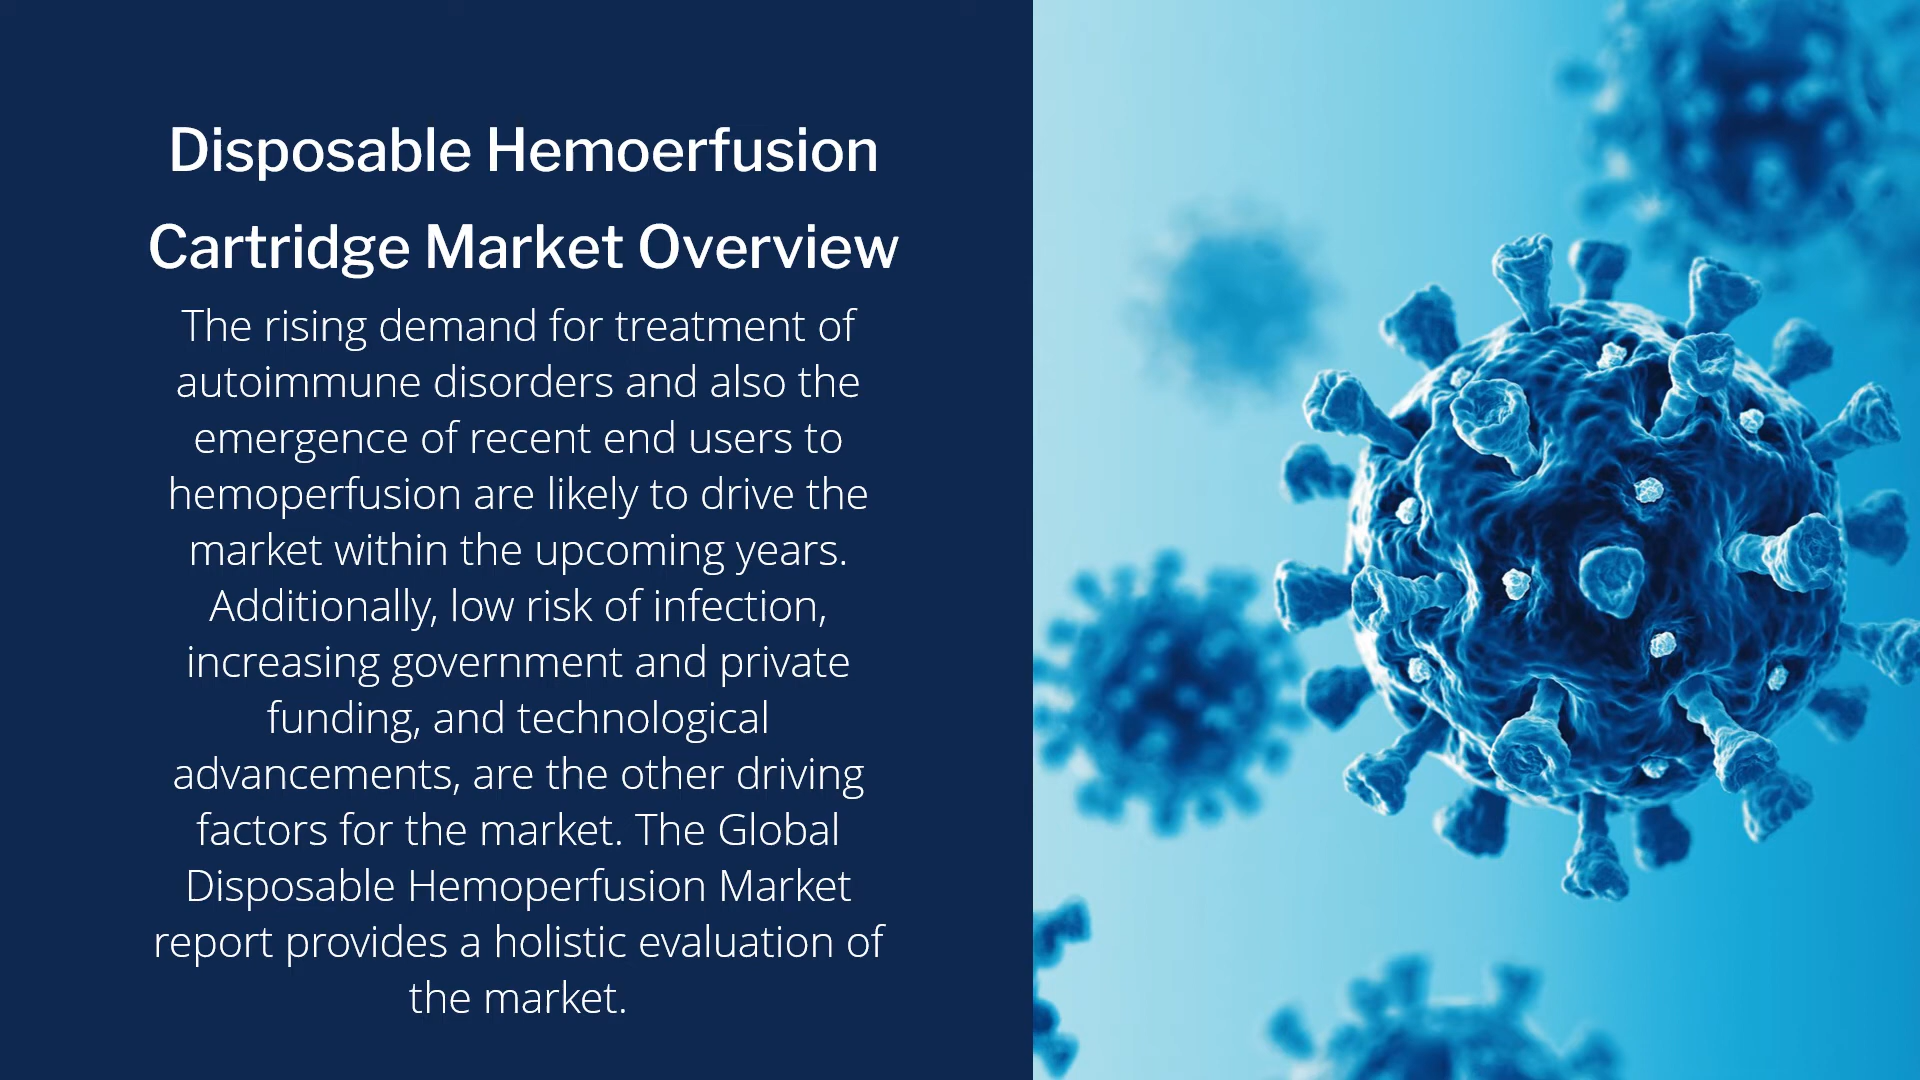 Disposable Hemoerfusion
Cartridge Market Overview
The rising demand for treatment of
autoimmune disorders and also the
emergence of recent end users to
hemoperfusion are likely to drive the
market within the upcoming years.
Additionally, low risk of infection,
increasing government and private
funding, and technological
advancements, are the other driving
factors for the market. The Global
Disposable Hemoperfusion Market
report provides a holistic evaluation of
the market.